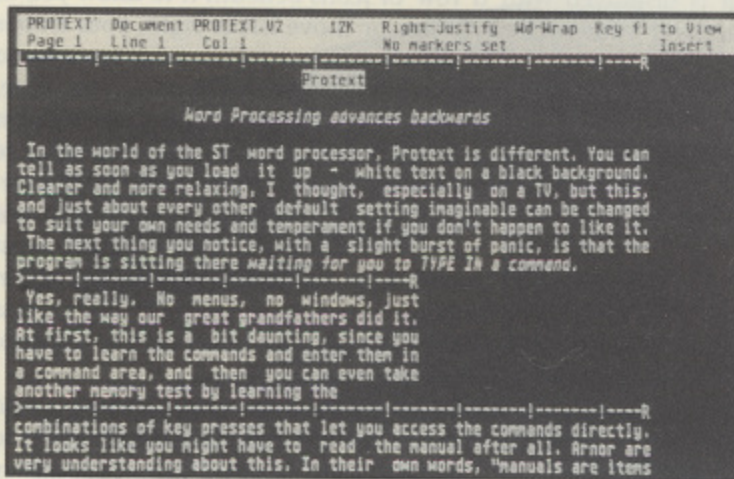 PROTEXT Document PROTEXT.V2 12K Right-Justify Wd-Wrap Key f1 to View
Page 1 Line 1 Col 1 No markers set Insert
L-------!-------!-------!-------!-------!-------!-------!-------!----R
Protext
Word Processing advances backwards
In the world of the ST word processor, Protext is different. You can
tell as soon as you load it up - white text on a black background.
Clearer and more relaxing, I thought, especially on a TV, but this,
and just about every other default setting imaginable can be changed
to suit your own needs and temperament if you don't happen to like it.
The next thing you notice, with a slight burst of panic, is that the
program is sitting there waiting for you to TYPE IN a command.
>-----!-------!-------!-------!-------!----R
Yes, really. No menus, no windows, just
like the way our great grandfathers did it.
At first, this is a bit daunting, since you
have to learn the commands and enter them in
a command area, and then you can even take
another memory test by learning the
>-------!-------!-------!-------!-------!-------!-------!-------!----R
combinations of key presses that let you access the commands directly.
It looks like you might have to read the manual after all. Arnor are
very understanding about this. In their own words, "manuals are items